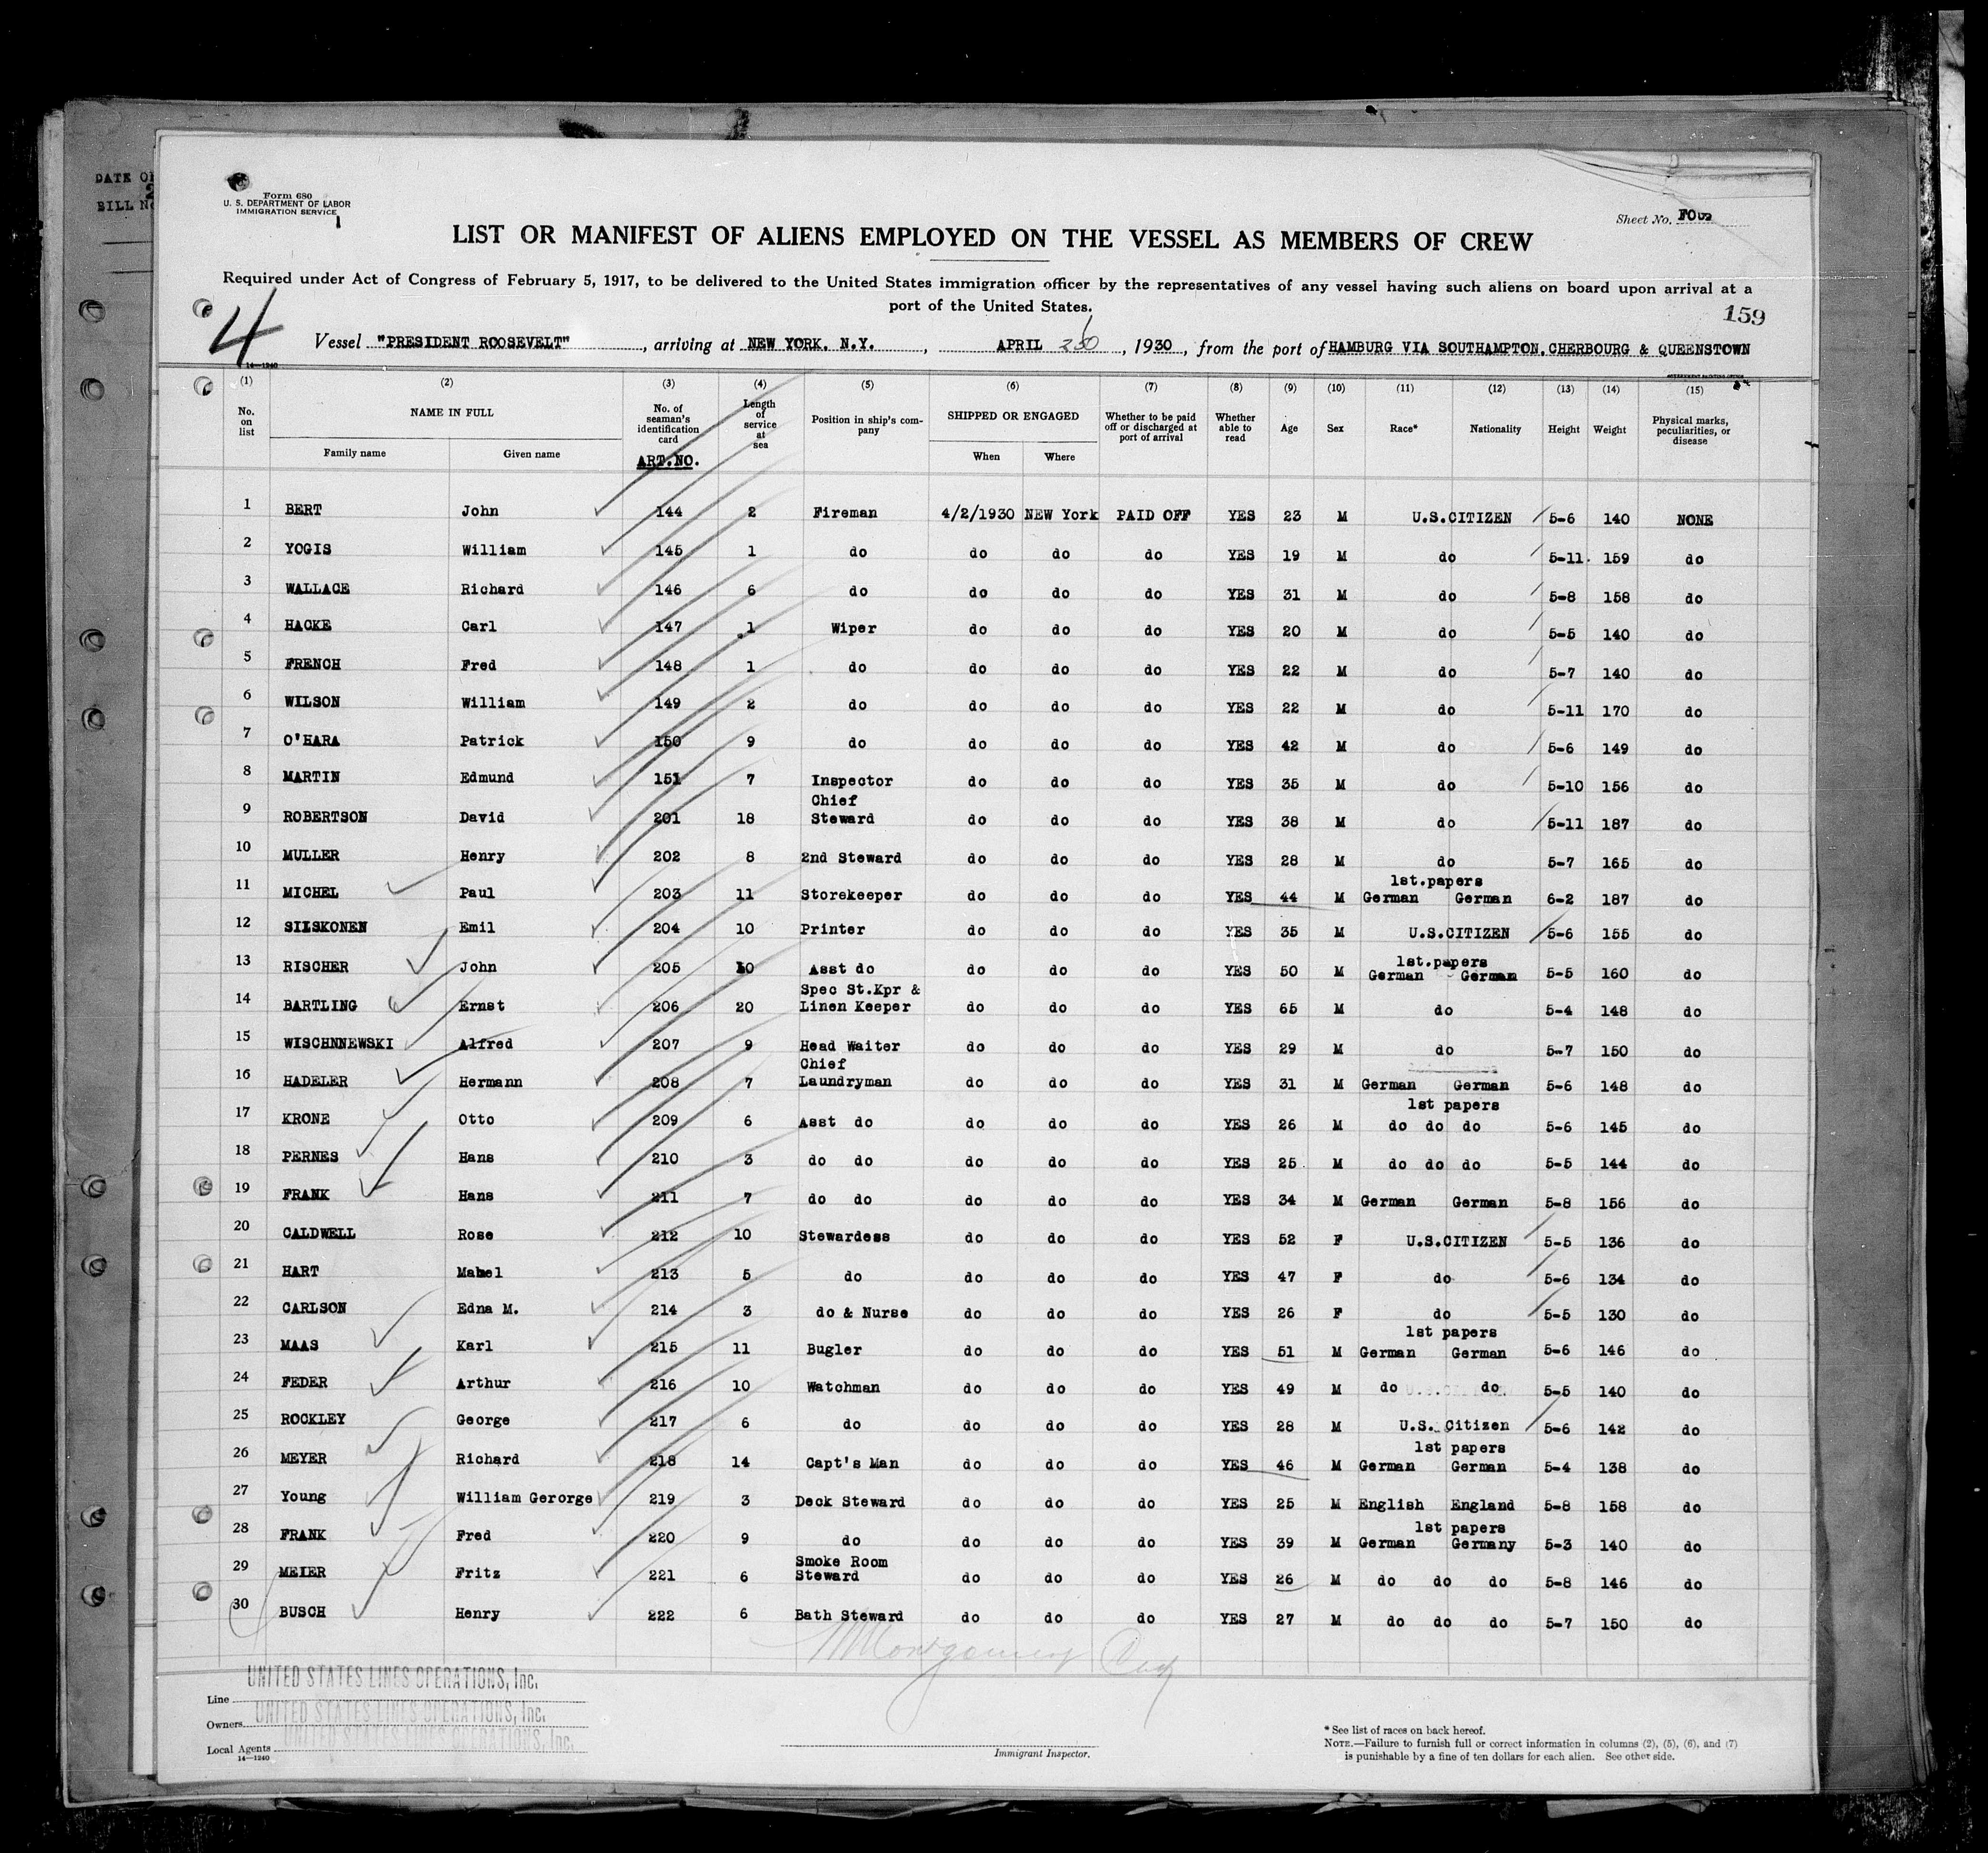 DATE OF
BILL No
Form 680
U. S. DEPARTMENT OF LABOR
IMMIGRATION SERVICE
1
Sheet No. FOUR
LIST OR MANIFEST OF ALIENS EMPLOYED ON THE VESSEL AS MEMBERS OF CREW
Required under Act of Congress of February 5, 1917, to be delivered to the United States immigration officer by the representatives of any vessel having such aliens on board upon arrival at a
port of the United States.
159
4
Vessel "PRESIDENT ROOSEVELT", arriving at NEW YORK, N.Y., APRIL, 1930, from the port of HAMBURG VIA SOUTHAMPTON, CHERBOURG & QUEENSTOWN
14—1240
GOVERNMENT PRINTING OFFICE
(1) (2) (3) (4) (5) (6) (7) (8) (9) (10) (11) (12) (13) (14) (15)
No. on list NAME IN FULL No. of seaman's identification card Length of service at sea Position in ship's company SHIPPED OR ENGAGED Whether to be paid off or discharged at port of arrival Whether able to read Age Sex Race* Nationality Height Weight Physical marks, peculiarities, or disease
Family name Given name ART.NO. When Where
1 BERT John 144 2 Fireman 4/2/1930 NEW York PAID OFF YES 23 M U.S.CITIZEN 5-6 140 NONE
2 YOGIS William 145 1 do do do do YES 19 M do 5-11. 159 do
3 WALLACE Richard 146 6 do do do do YES 31 M do 5-8 158 do
4 HACKE Carl 147 1 Wiper do do do YES 20 M do 5-5 140 do
5 FRENCH Fred 148 1 do do do do YES 22 M do 5-7 140 do
6 WILSON William 149 2 do do do do YES 22 M do 5-11 170 do
7 O'HARA Patrick 150 9 do do do do YES 42 M do 5-6 149 do
8 MARTIN Edmund 151 7 Inspector do do do YES 35 M do 5-10 156 do
9 ROBERTSON David 201 18 Chief Steward do do do YES 38 M do 5-11 187 do
10 MULLER Henry 202 8 2nd Steward do do do YES 28 M do 5-7 165 do
11 MICHEL Paul 203 11 Storekeeper do do do YES 44 M 1st.papers German German 6-2 187 do
12 SILSKONEN Emil 204 10 Printer do do do YES 35 M U.S.CITIZEN 5-6 155 do
13 RISCHER John 205 10 Asst do do do do YES 50 M 1st.papers German German 5-5 160 do
14 BARTLING Ernst 206 20 Spec St.Kpr & Linen Keeper do do do YES 65 M do 5-4 148 do
15 WISCHNNEWSKI Alfred 207 9 Head Waiter do do do YES 29 M do 5-7 150 do
16 HADELER Hermann 208 7 Chief Laundryman do do do YES 31 M German German 5-6 148 do
17 KRONE Otto 209 6 Asst do do do do YES 26 M 1st papers do do do 5-6 145 do
18 PERNES Hans 210 3 do do do do do YES 25 M do do do 5-5 144 do
19 FRANK Hans 211 7 do do do do do YES 34 M German German 5-8 156 do
20 CALDWELL Rose 212 10 Stewardess do do do YES 52 F U.S.CITIZEN 5-5 136 do
21 HART Mabel 213 5 do do do do YES 47 F do 5-6 134 do
22 CARLSON Edna M. 214 3 do & Nurse do do do YES 26 F do 5-5 130 do
23 MAAS Karl 215 11 Bugler do do do YES 51 M 1st papers German German 5-6 146 do
24 FEDER Arthur 216 10 Watchman do do do YES 49 M do do 5-5 140 do
25 ROCKLEY George 217 6 do do do do YES 28 M U.S. Citizen 5-6 142 do
26 MEYER Richard 218 14 Capt's Man do do do YES 46 M 1st papers German German 5-4 138 do
27 Young William Gerorge 219 3 Deck Steward do do do YES 25 M English England 5-8 158 do
28 FRANK Fred 220 9 do do do do YES 39 M 1st papers German Germany 5-3 140 do
29 MEIER Fritz 221 6 Smoke Room Steward do do do YES 26 M do do do 5-8 146 do
30 BUSCH Henry 222 6 Bath Steward do do do YES 27 M do do do 5-7 150 do
Montgomery
UNITED STATES LINES OPERATIONS, Inc.
Line
UNITED STATES LINES OPERATIONS, Inc.
Owners
UNITED STATES LINES OPERATIONS, Inc.
Local Agents
14—1240
Immigrant Inspector.
* See list of races on back hereof.
NOTE.—Failure to furnish full or correct information in columns (2), (5), (6), and (7)
is punishable by a fine of ten dollars for each alien. See other side.